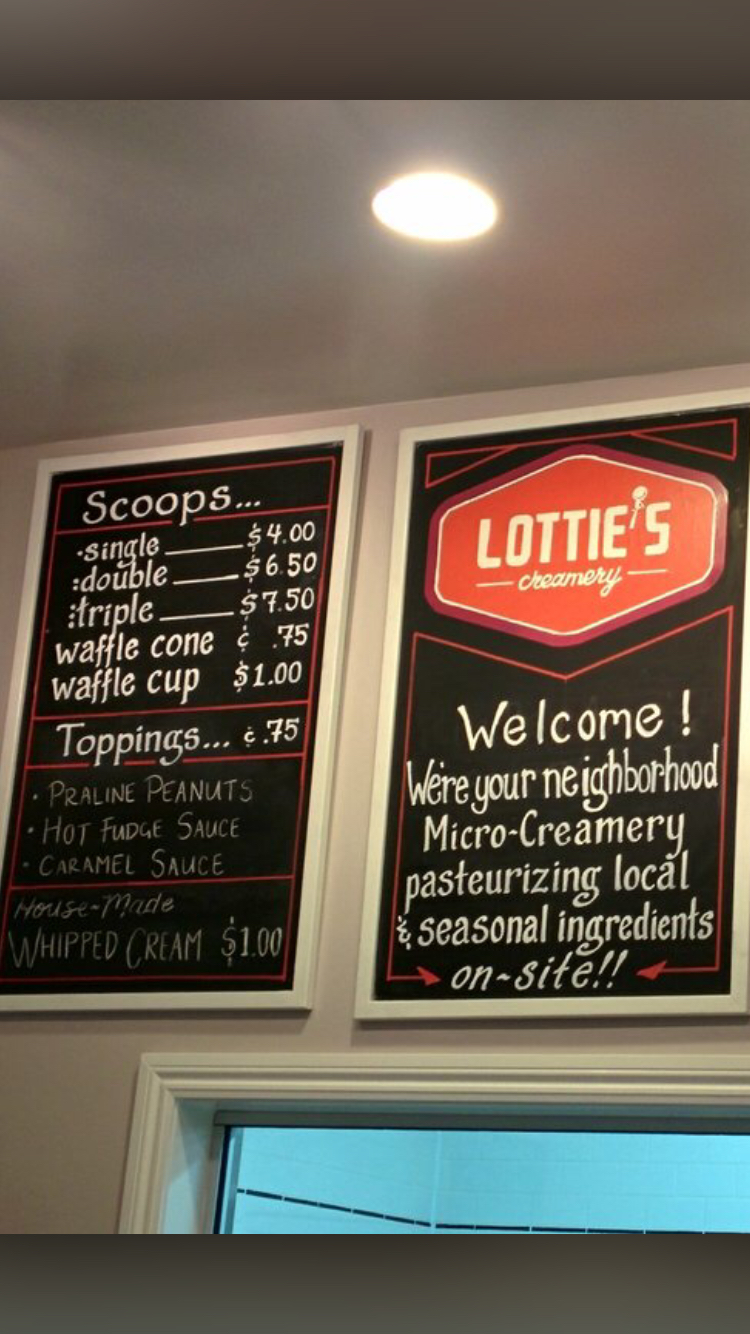 Scoops...
·single $4.00
:double $6.50
⋮triple $7.50
waffle cone ¢ .75
waffle cup $1.00
Toppings... ¢.75
· PRALINE PEANUTS
· HOT FUDGE SAUCE
· CARAMEL SAUCE
House-Made
WHIPPED CREAM $1.00
LOTTIE'S
creamery
Welcome!
We're your neighborhood
Micro-Creamery
pasteurizing local
& seasonal ingredients
on-site!!